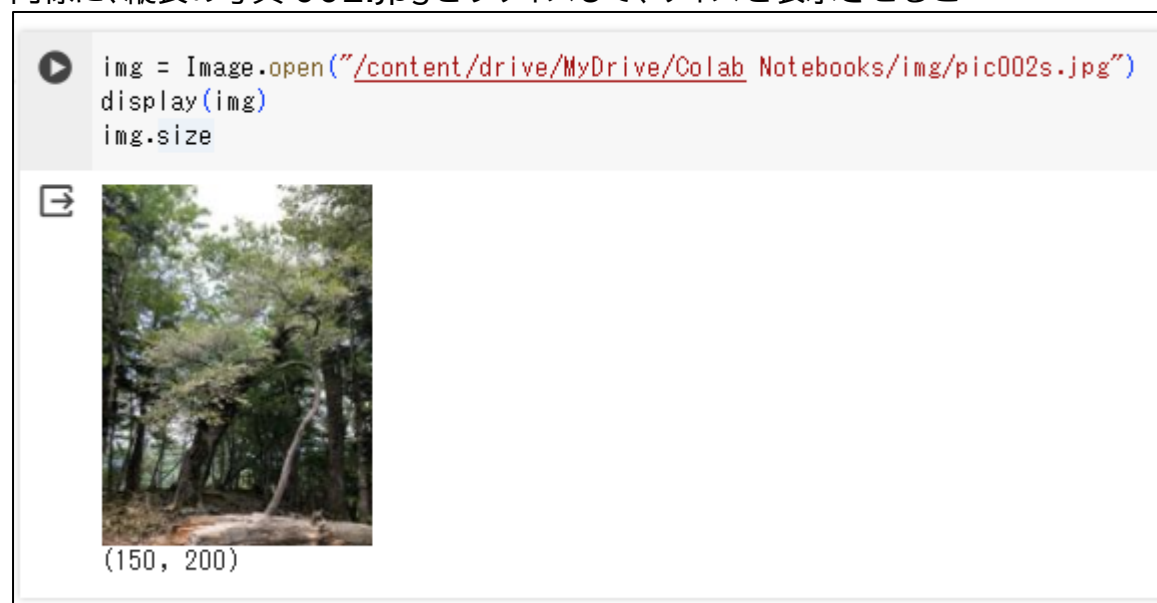 img = Image.open("/content/drive/MyDrive/Colab Notebooks/img/pic002s.jpg")
display(img)
img.size
(150, 200)